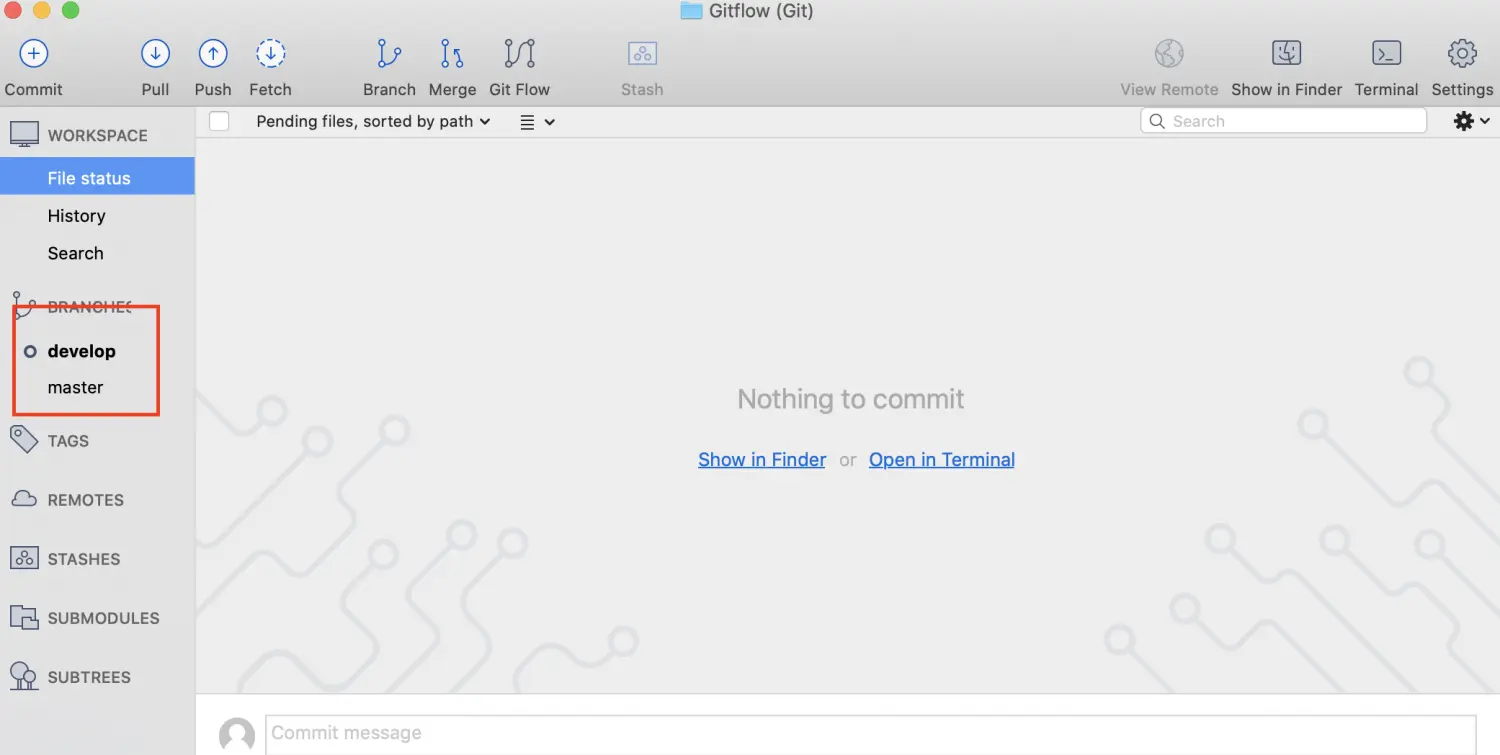 Gitflow (Git)
Commit Pull Push Fetch Branch Merge Git Flow Stash View Remote Show in Finder Terminal Settings
WORKSPACE
Pending files, sorted by path
Search
File status
History
Search
BRANCHES
develop
master
TAGS
REMOTES
STASHES
SUBMODULES
SUBTREES
Nothing to commit
Show in Finder or Open in Terminal
Commit message